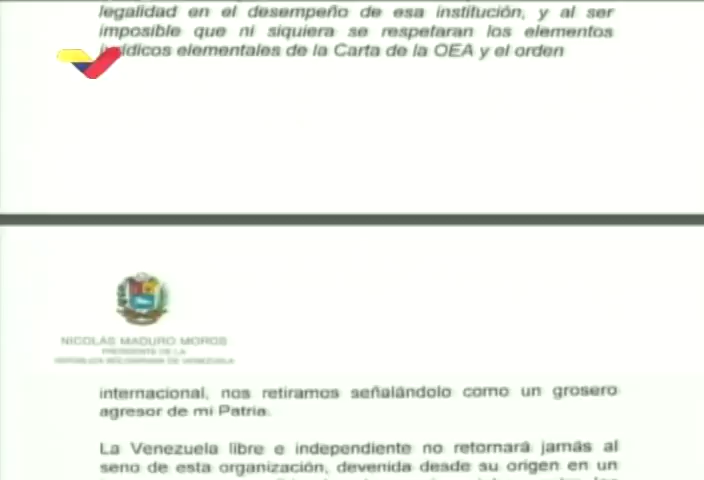 legalidad en el desempeño de esa institución, y al ser
imposible que ni siquiera se respetaran los elementos
jurídicos elementales de la Carta de la OEA y el orden
NICOLÁS MADURO MOROS
PRESIDENTE DE LA
REPÚBLICA BOLIVARIANA DE VENEZUELA
internacional, nos retiramos señalándolo como un grosero
agresor de mi Patria.
La Venezuela libre e independiente no retornará jamás al
seno de esta organización, devenida desde su origen en un